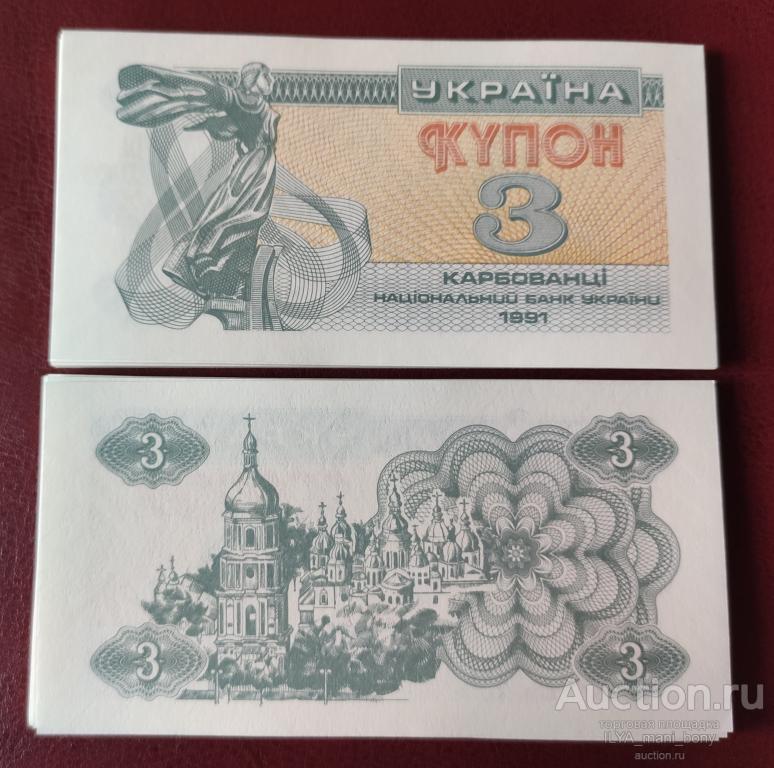 УКРАЇНА
КУПОН
3
КАРБОВАНЦІ
НАЦІОНАЛЬНИЙ БАНК УКРАЇНИ
1991
3 3
3 3
Auction.ru
торговая площадка
ILYA_mani_bony
auction.ru